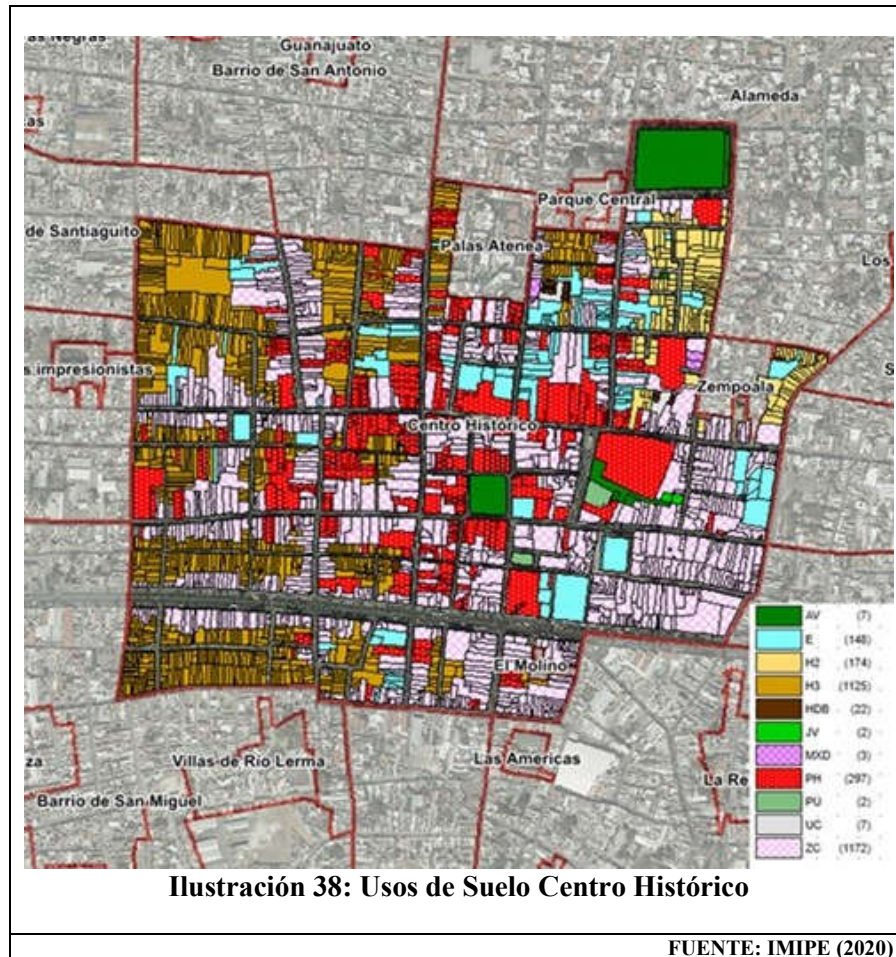 Guanajuato
Barrio de San Antonio
Alameda
Parque Central
de Santiaguito
Palas Atenea
Los
impresionistas
Zempoala
Centro Histórico
El Molino
Villas de Río Lerma
Las Americas
Barrio de San Miguel
La Re
AV (7)
E (148)
H2 (174)
H3 (1125)
HDB (22)
JV (2)
MXD (3)
PH (297)
PU (2)
UC (7)
ZC (1172)
Ilustración 38: Usos de Suelo Centro Histórico
FUENTE: IMIPE (2020)